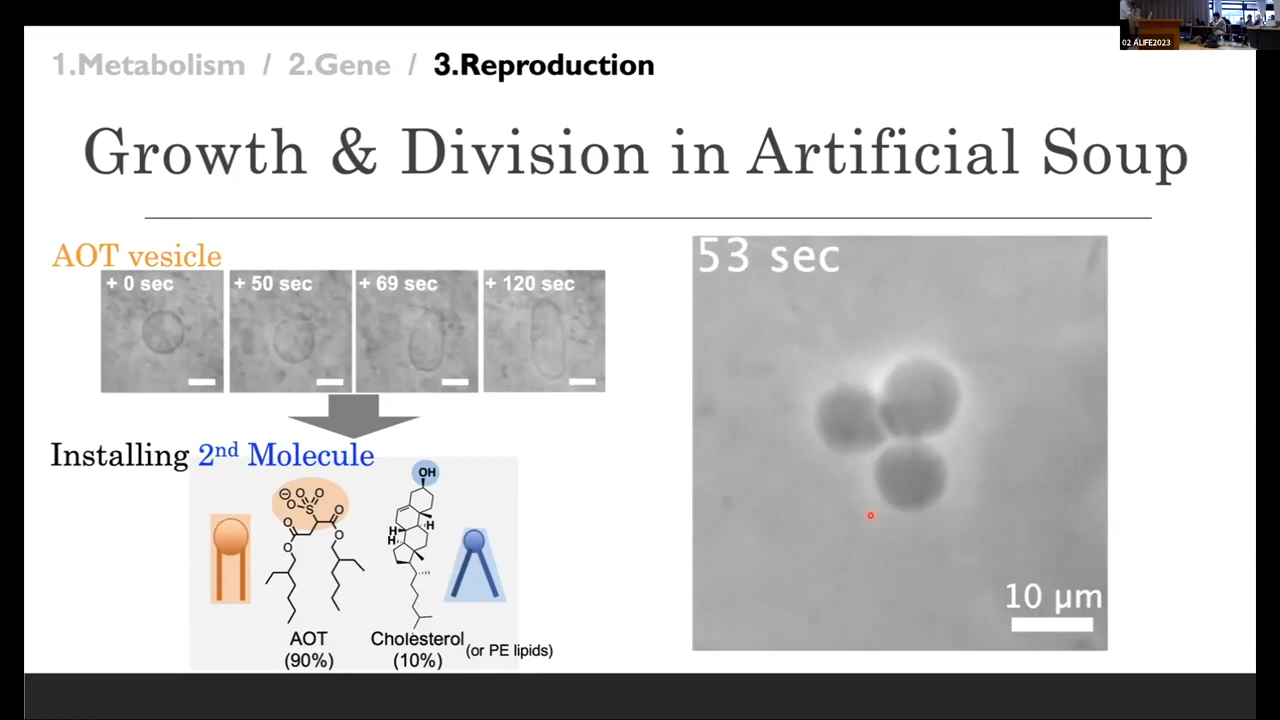 02 ALIFE2023
1.Metabolism / 2.Gene / 3.Reproduction
Growth & Division in Artificial Soup
AOT vesicle
+ 0 sec
+ 50 sec
+ 69 sec
+ 120 sec
53 sec
10 μm
Installing 2nd Molecule
⊖
O O
O S
O O
O O
OH
H
H
H
AOT
(90%)
Cholesterol
(10%)
(or PE lipids)